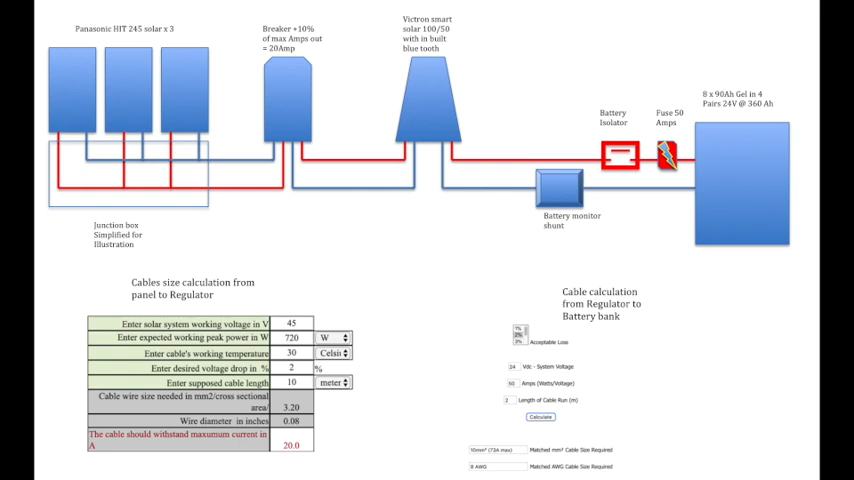 Panasonic HIT 245 solar x 3
Breaker +10%
of max Amps out
= 20Amp
Victron smart
solar 100/50
with in built
blue tooth
8 x 90Ah Gel in 4
Pairs 24V @ 360 Ah
Battery
Isolator
Fuse 50
Amps
Battery monitor
shunt
Junction box
Simplified for
Illustration
Cables size calculation from
panel to Regulator
Enter solar system working voltage in V 45
Enter expected working peak power in W 720 W
Enter cable's working temperature 30 Celsi
Enter desired voltage drop in % 2 %
Enter supposed cable length 10 meter
Cable wire size needed in mm2/cross sectional
area/ 3.20
Wire diameter in inches 0.08
The cable should withstand maxumum current in
A 20.0
Cable calculation
from Regulator to
Battery bank
1%
2%
3% Acceptable Loss
24 Vdc - System Voltage
50 Amps (Watts/Voltage)
2 Length of Cable Run (m)
Calculate
10mm² (73A max) Matched mm² Cable Size Required
8 AWG Matched AWG Cable Size Required